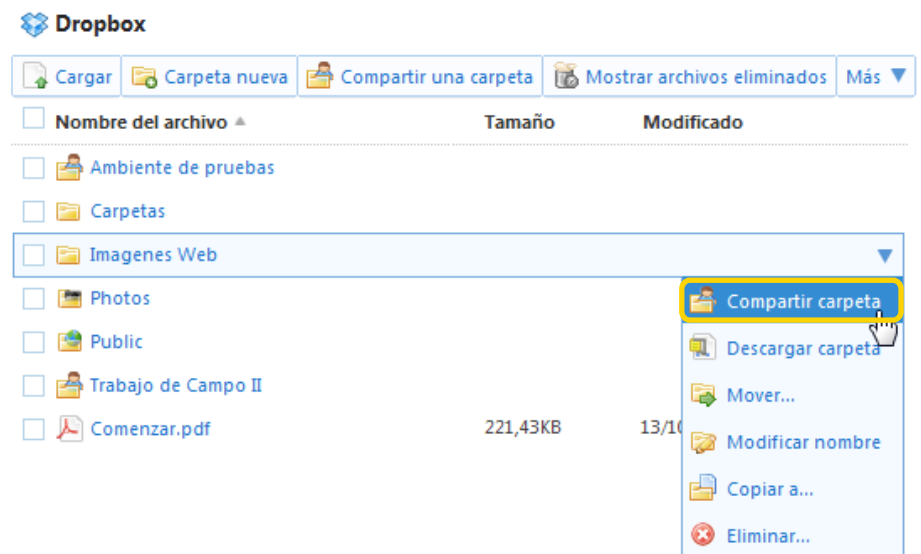 Dropbox
Cargar Carpeta nueva Compartir una carpeta Mostrar archivos eliminados Más
Nombre del archivo Tamaño Modificado
Ambiente de pruebas
Carpetas
Imagenes Web
Photos
Compartir carpeta
Public
Descargar carpeta
Trabajo de Campo II
Mover...
Comenzar.pdf 221,43KB
Modificar nombre
Copiar a...
Eliminar...